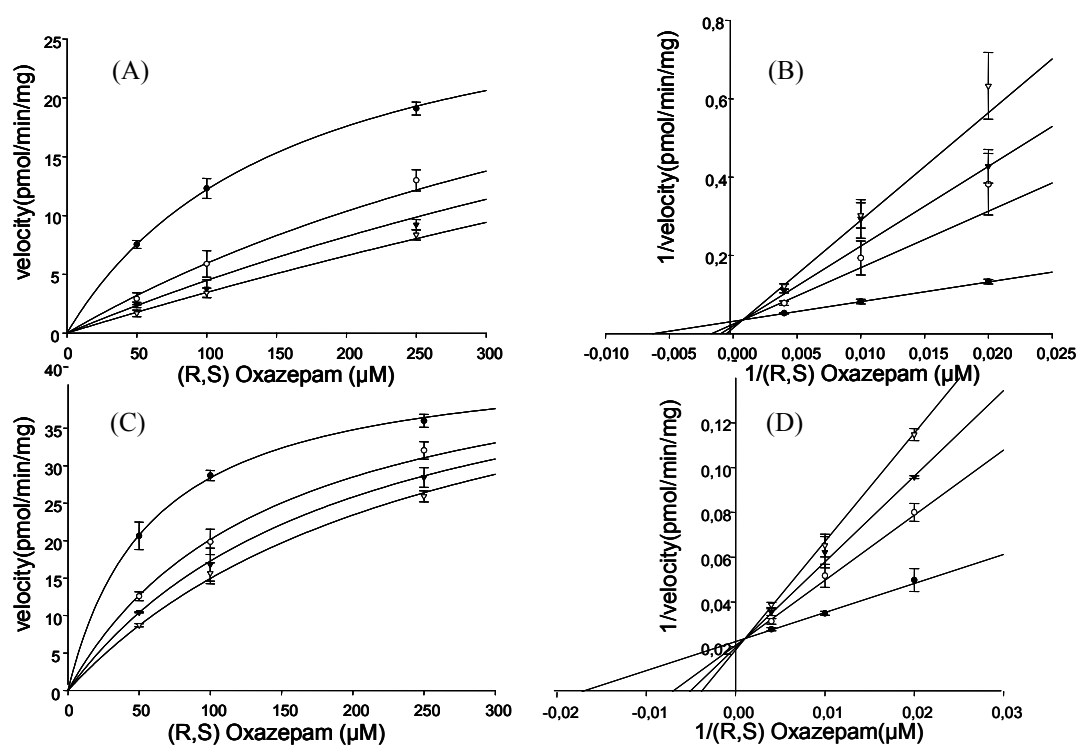 (A)
velocity(pmol/min/mg)
25
20
15
10
5
0
0 50 100 150 200 250 300
(R,S) Oxazepam (µM)
(B)
1/velocity(pmol/min/mg)
0,8
0,6
0,4
0,2
-0,010 -0,005 0,000 0,005 0,010 0,015 0,020 0,025
1/(R,S) Oxazepam (µM)
(C)
velocity(pmol/min/mg)
40
35
30
25
20
15
10
5
0
0 50 100 150 200 250 300
(R,S) Oxazepam (µM)
(D)
1/velocity(pmol/min/mg)
0,12
0,10
0,08
0,06
0,04
0,02
-0,02 -0,01 0,00 0,01 0,02 0,03
1/(R,S) Oxazepam(µM)